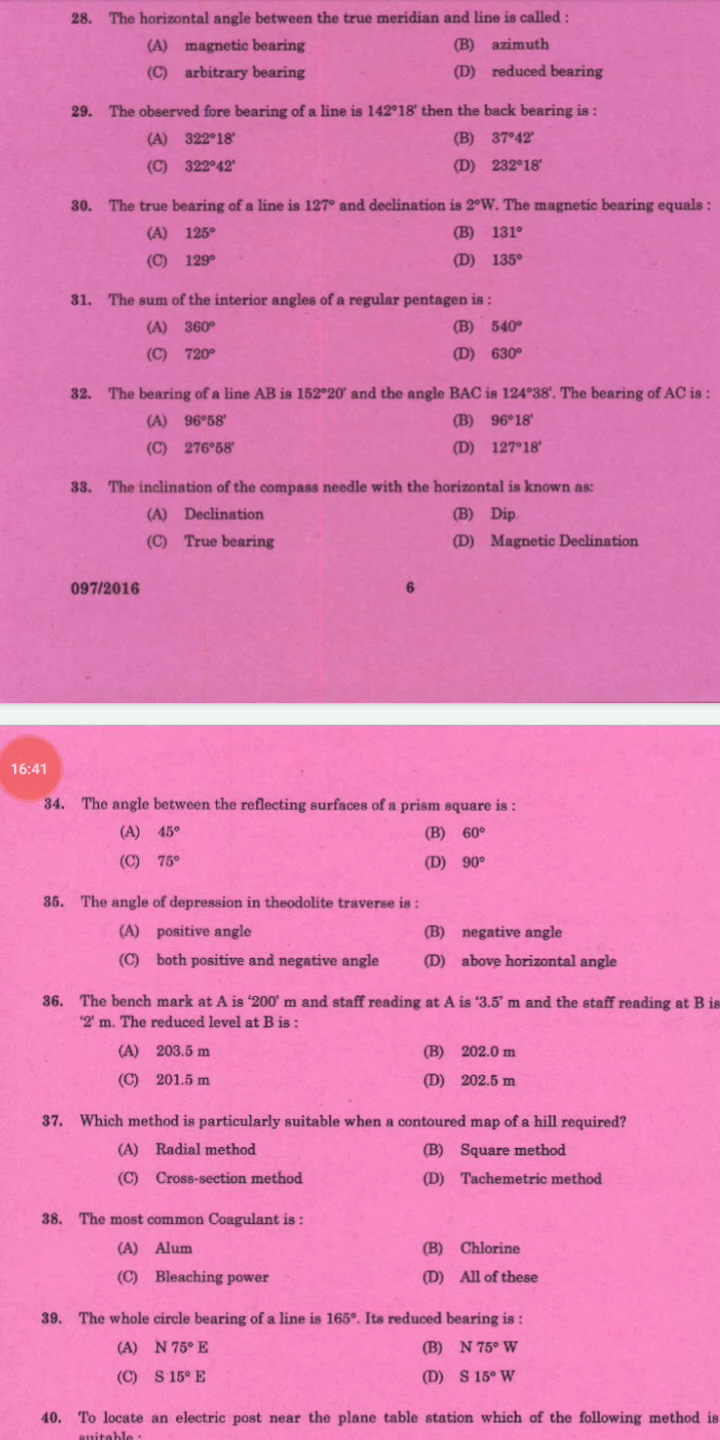 28. The horizontal angle between the true meridian and line is called :
(A) magnetic bearing (B) azimuth
(C) arbitrary bearing (D) reduced bearing
29. The observed fore bearing of a line is 142°18' then the back bearing is :
(A) 322°18' (B) 37°42'
(C) 322°42' (D) 232°18'
30. The true bearing of a line is 127° and declination is 2°W. The magnetic bearing equals :
(A) 125° (B) 131°
(C) 129° (D) 135°
31. The sum of the interior angles of a regular pentagen is :
(A) 360° (B) 540°
(C) 720° (D) 630°
32. The bearing of a line AB is 152°20' and the angle BAC is 124°38'. The bearing of AC is :
(A) 96°58' (B) 96°18'
(C) 276°58' (D) 127°18'
33. The inclination of the compass needle with the horizontal is known as:
(A) Declination (B) Dip
(C) True bearing (D) Magnetic Declination
097/2016 6
16:41
34. The angle between the reflecting surfaces of a prism square is :
(A) 45° (B) 60°
(C) 75° (D) 90°
35. The angle of depression in theodolite traverse is :
(A) positive angle (B) negative angle
(C) both positive and negative angle (D) above horizontal angle
36. The bench mark at A is '200' m and staff reading at A is '3.5' m and the staff reading at B is
'2' m. The reduced level at B is :
(A) 203.5 m (B) 202.0 m
(C) 201.5 m (D) 202.5 m
37. Which method is particularly suitable when a contoured map of a hill required?
(A) Radial method (B) Square method
(C) Cross-section method (D) Tachemetric method
38. The most common Coagulant is :
(A) Alum (B) Chlorine
(C) Bleaching power (D) All of these
39. The whole circle bearing of a line is 165°. Its reduced bearing is :
(A) N 75° E (B) N 75° W
(C) S 15° E (D) S 15° W
40. To locate an electric post near the plane table station which of the following method is
suitable :